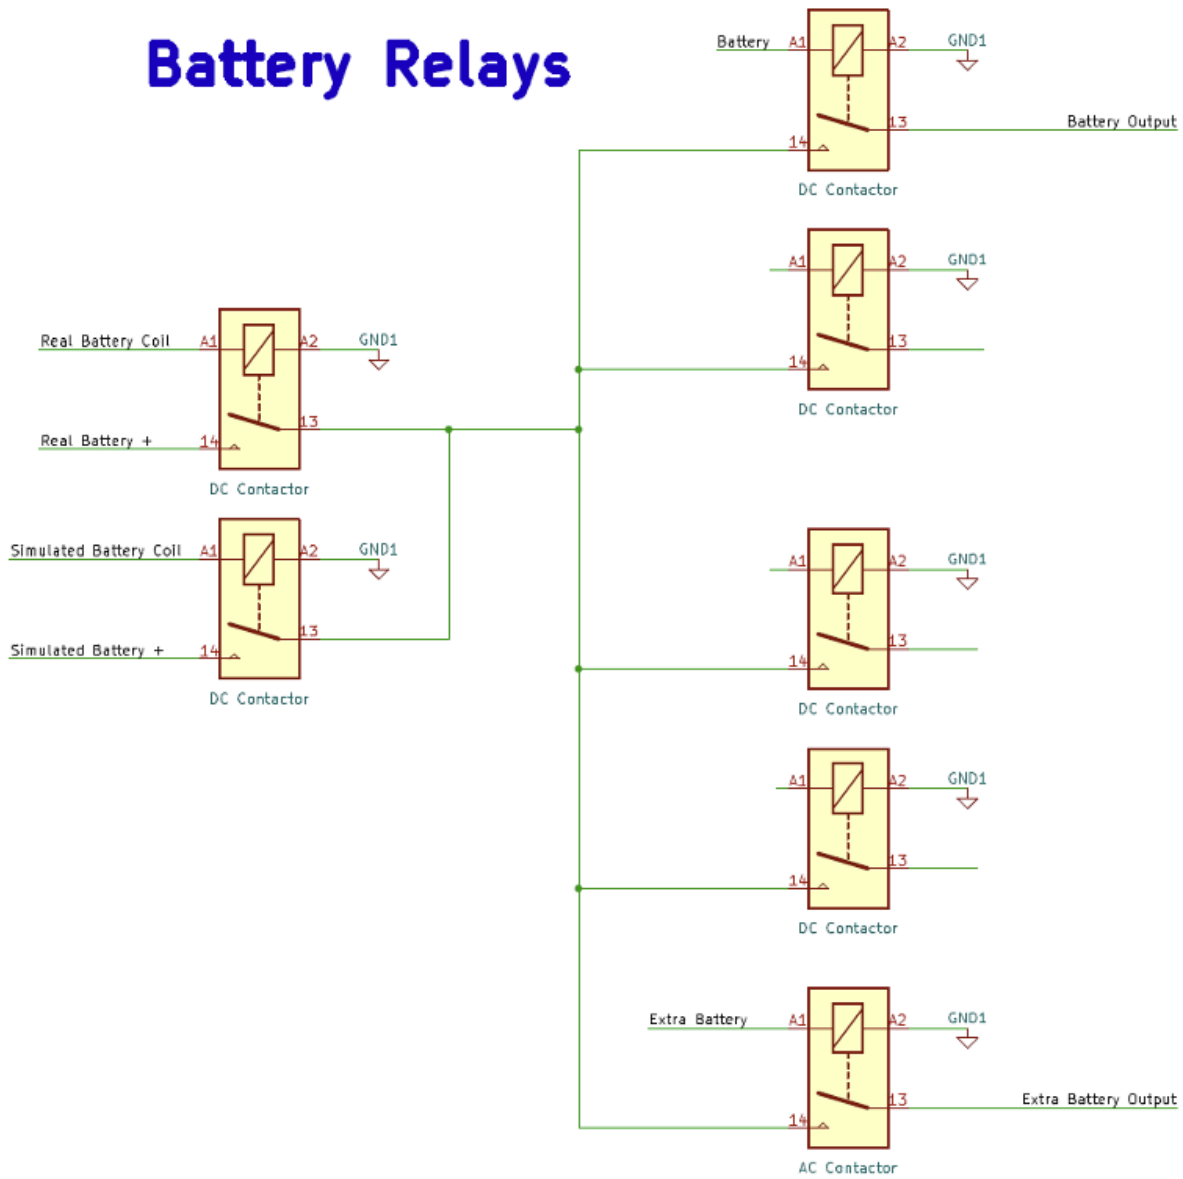 Battery Relays
Battery A1 A2 GND1
13 Battery Output
14
DC Contactor
A1 A2 GND1
13
14
DC Contactor
Real Battery Coil A1 A2 GND1
13
Real Battery + 14
DC Contactor
Simulated Battery Coil A1 A2 GND1
13
Simulated Battery + 14
DC Contactor
A1 A2 GND1
13
14
DC Contactor
A1 A2 GND1
13
14
DC Contactor
Extra Battery A1 A2 GND1
13 Extra Battery Output
14
AC Contactor